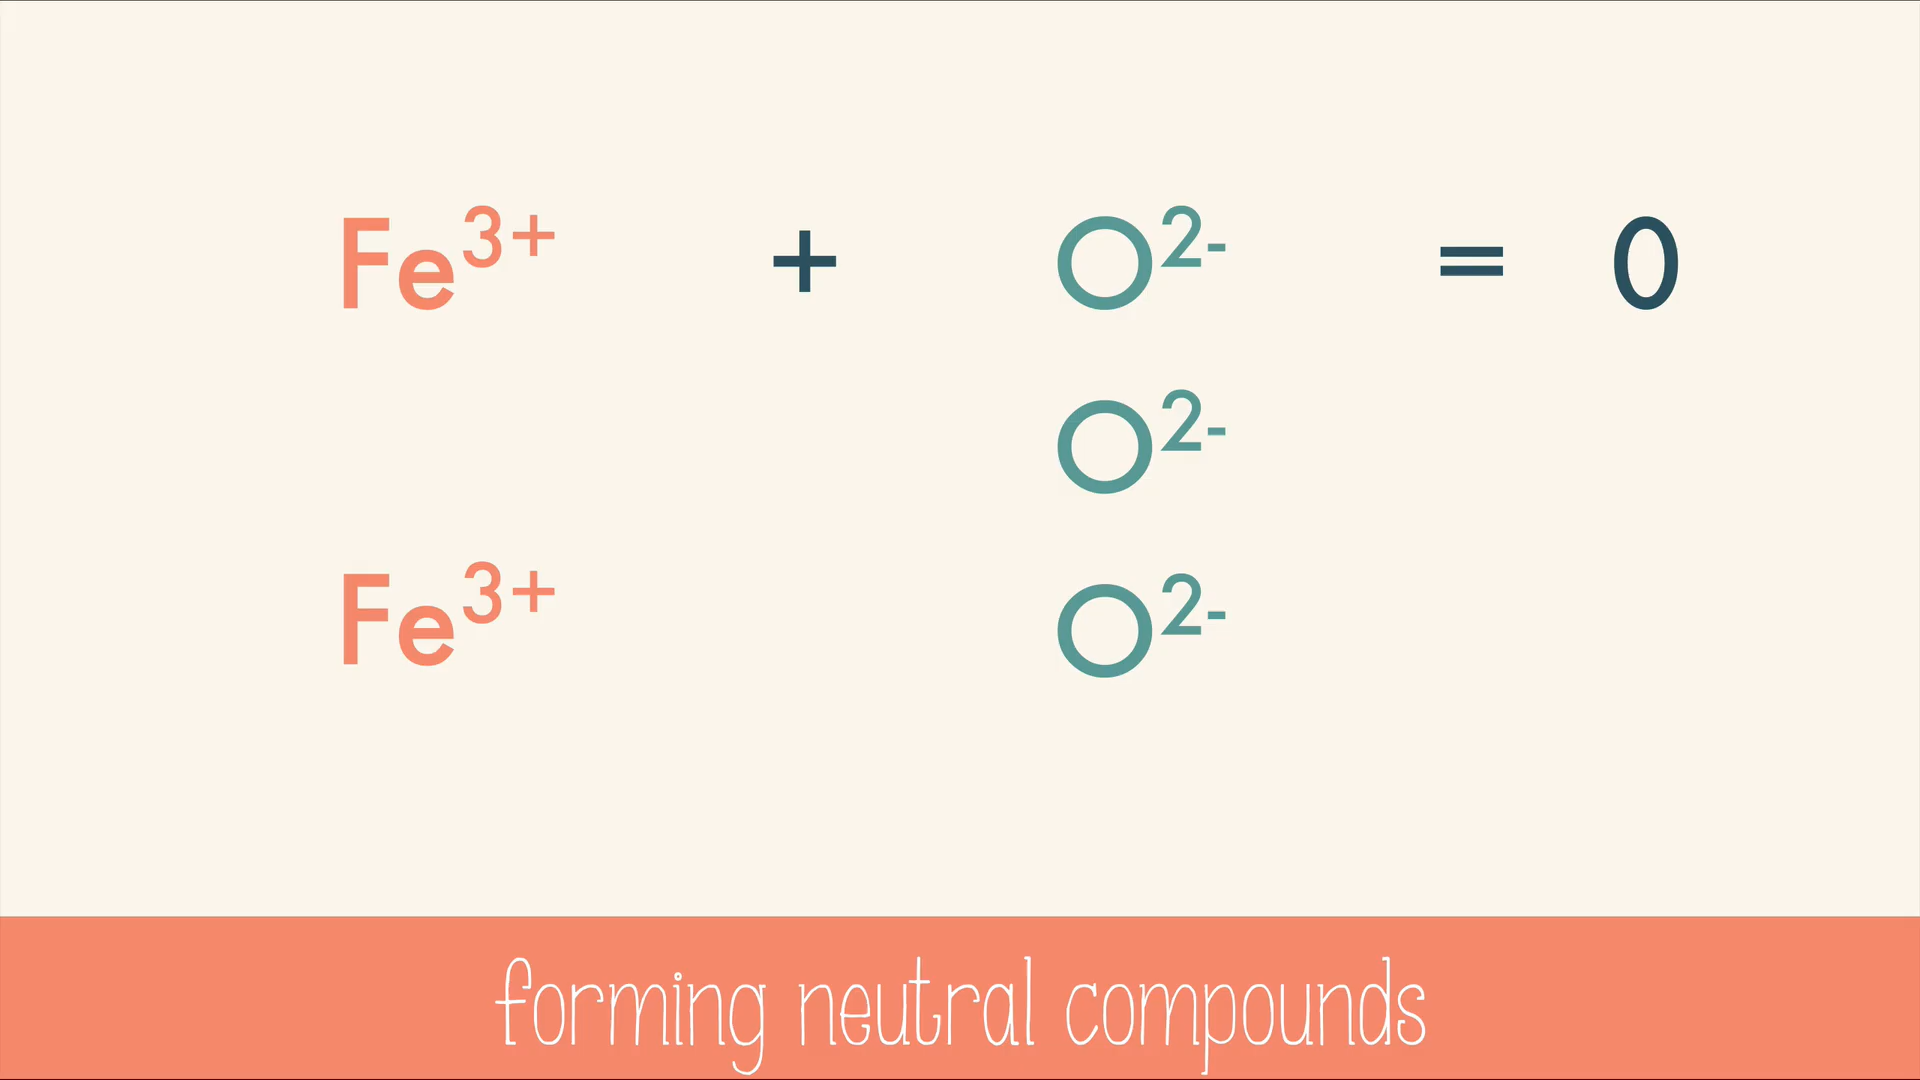 Fe³⁺ + O²⁻ = 0
O²⁻
Fe³⁺ O²⁻
forming neutral compounds